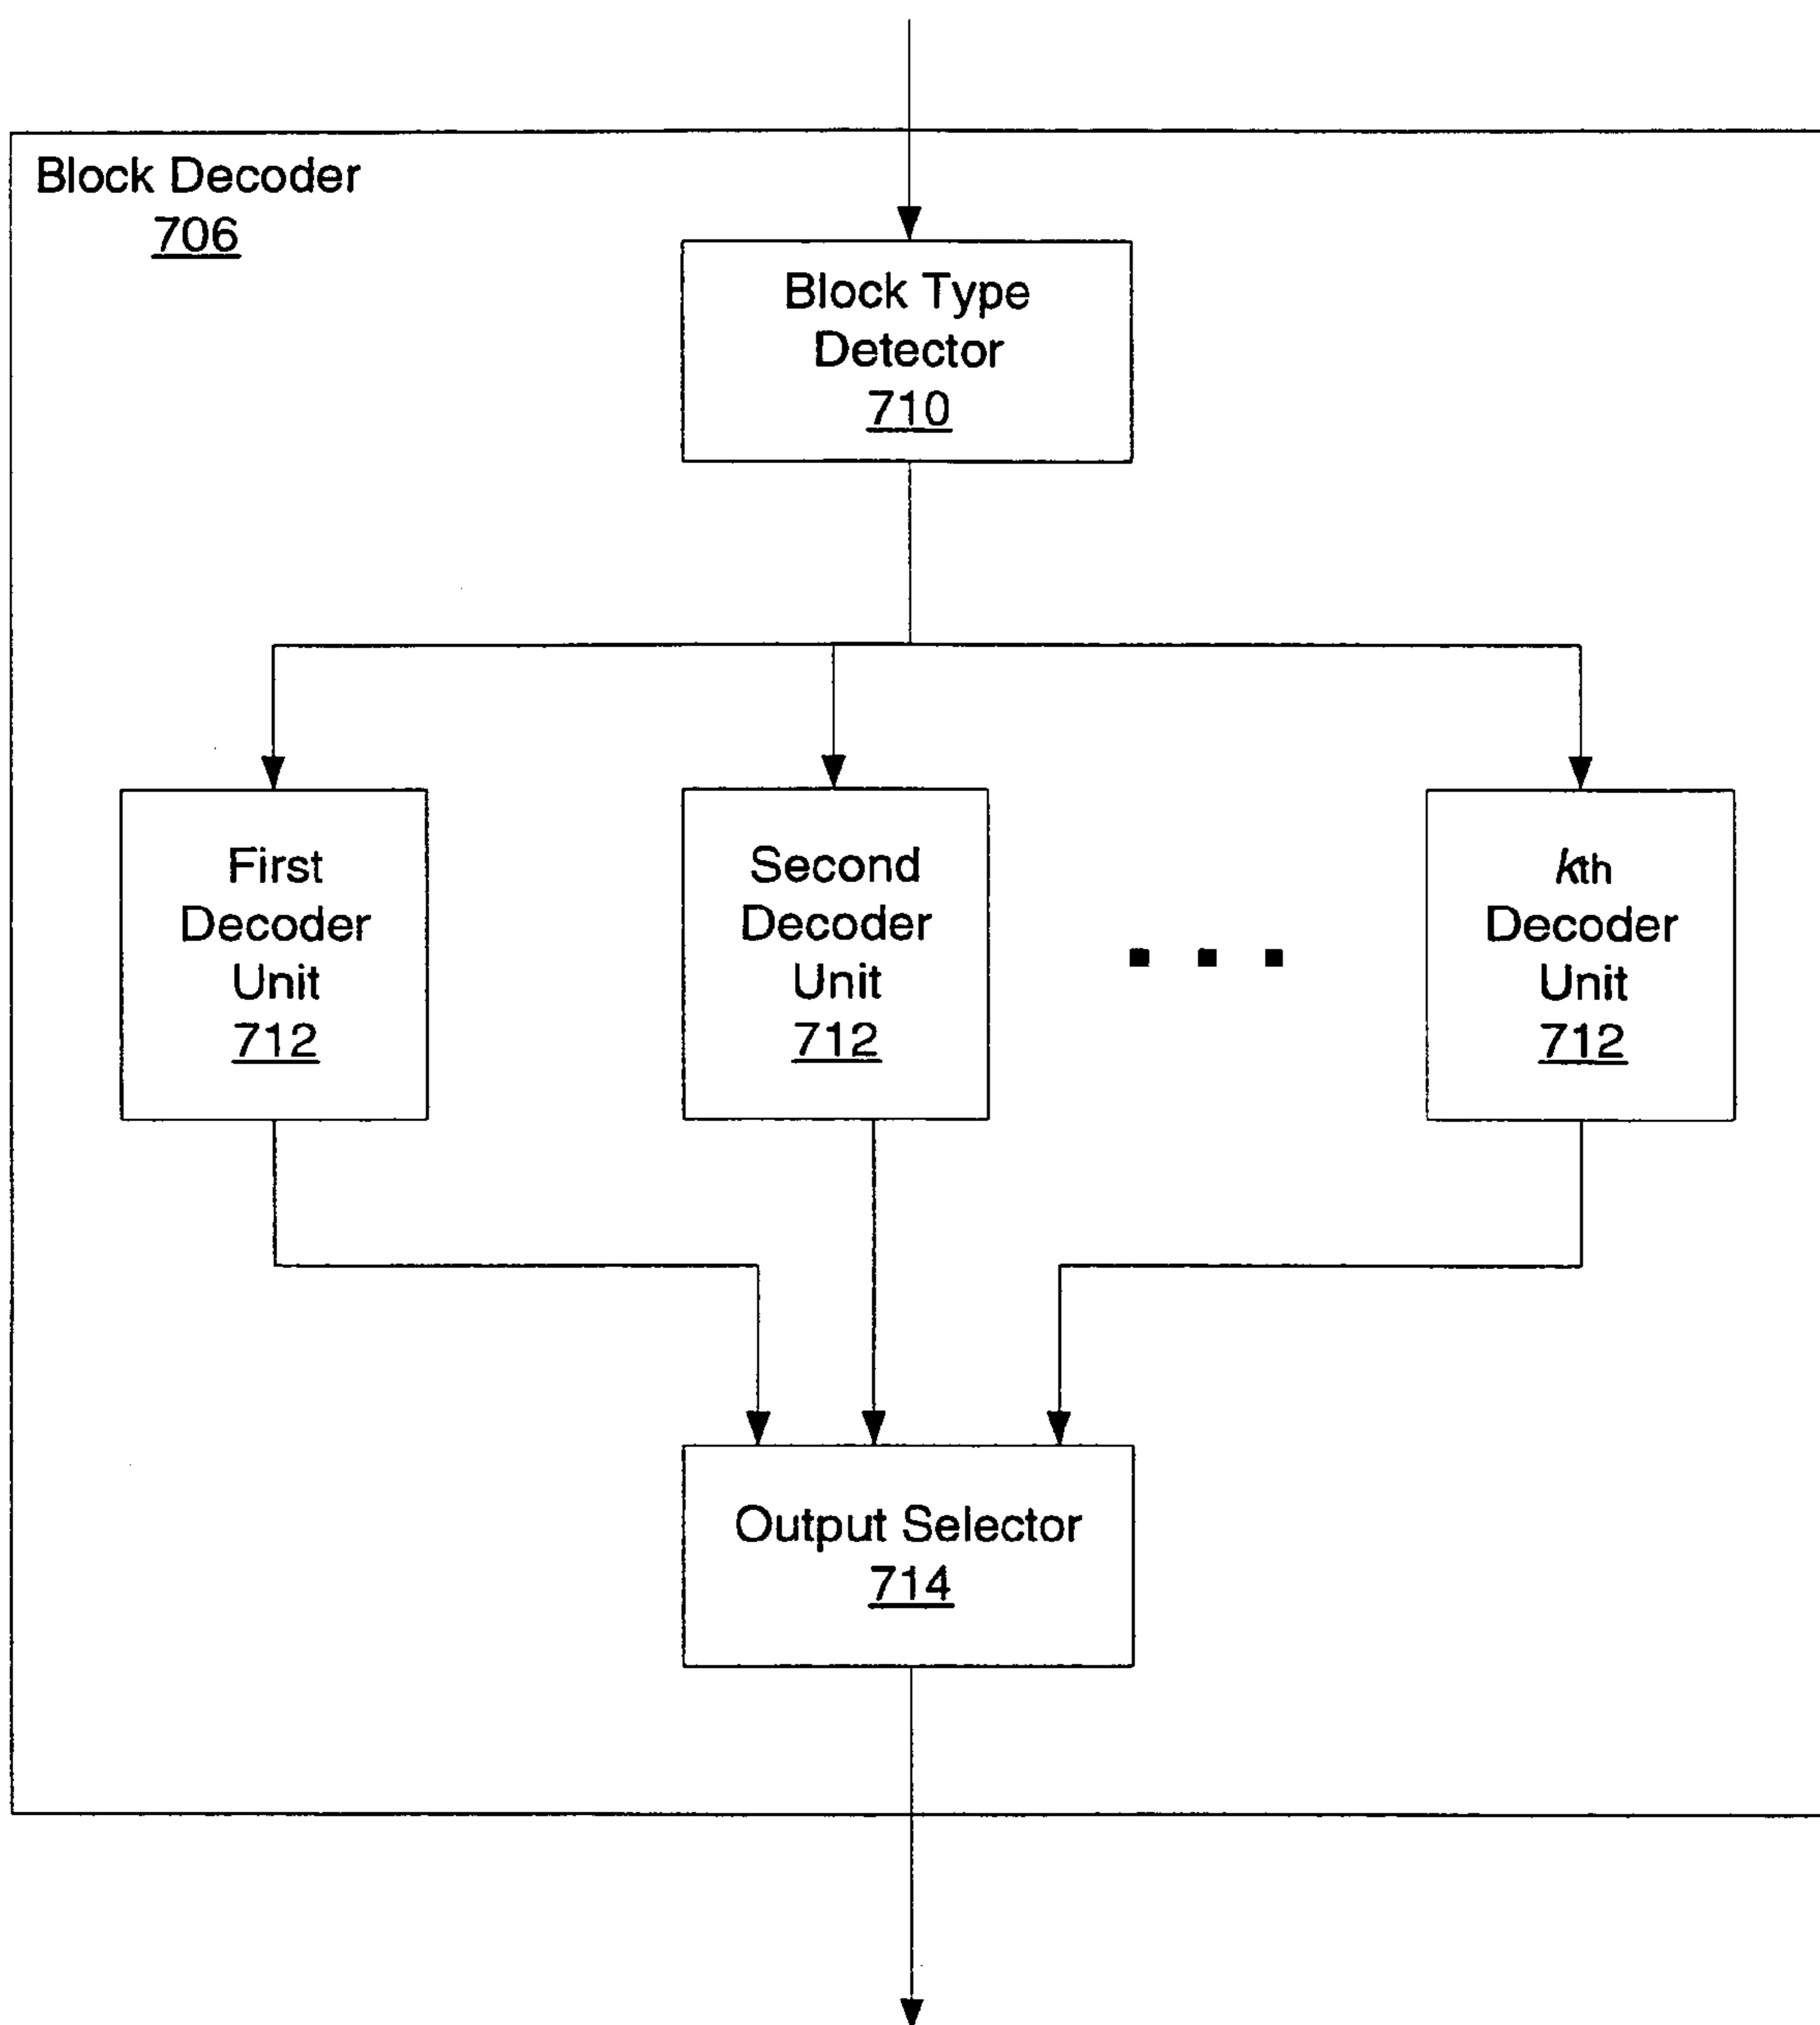 Block Decoder
706
Block Type
Detector
710
First
Decoder
Unit
712
Second
Decoder
Unit
712
kth
Decoder
Unit
712
Output Selector
714